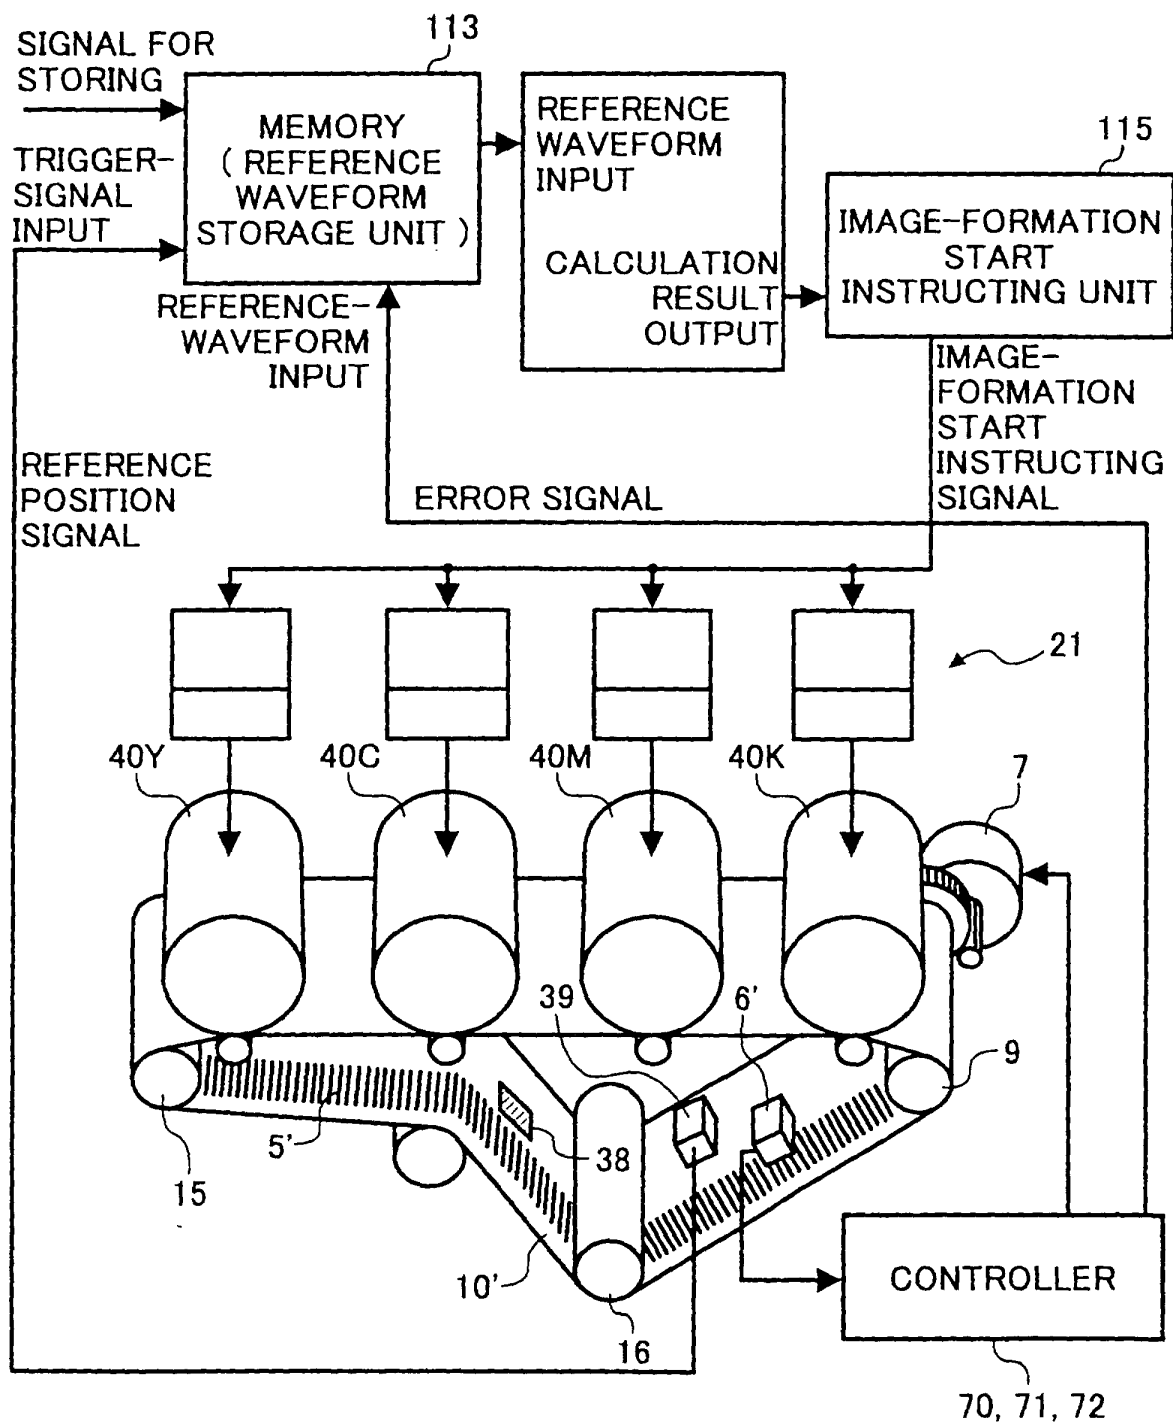 113
SIGNAL FOR
STORING
TRIGGER-
SIGNAL
INPUT
MEMORY
( REFERENCE
WAVEFORM
STORAGE UNIT )
REFERENCE
WAVEFORM
INPUT
CALCULATION
RESULT
OUTPUT
115
IMAGE-FORMATION
START
INSTRUCTING UNIT
REFERENCE-
WAVEFORM
INPUT
IMAGE-
FORMATION
START
INSTRUCTING
SIGNAL
REFERENCE
POSITION
SIGNAL
ERROR SIGNAL
21
40Y
40C
40M
40K
7
39
6'
9
5'
38
15
10'
16
CONTROLLER
70, 71, 72